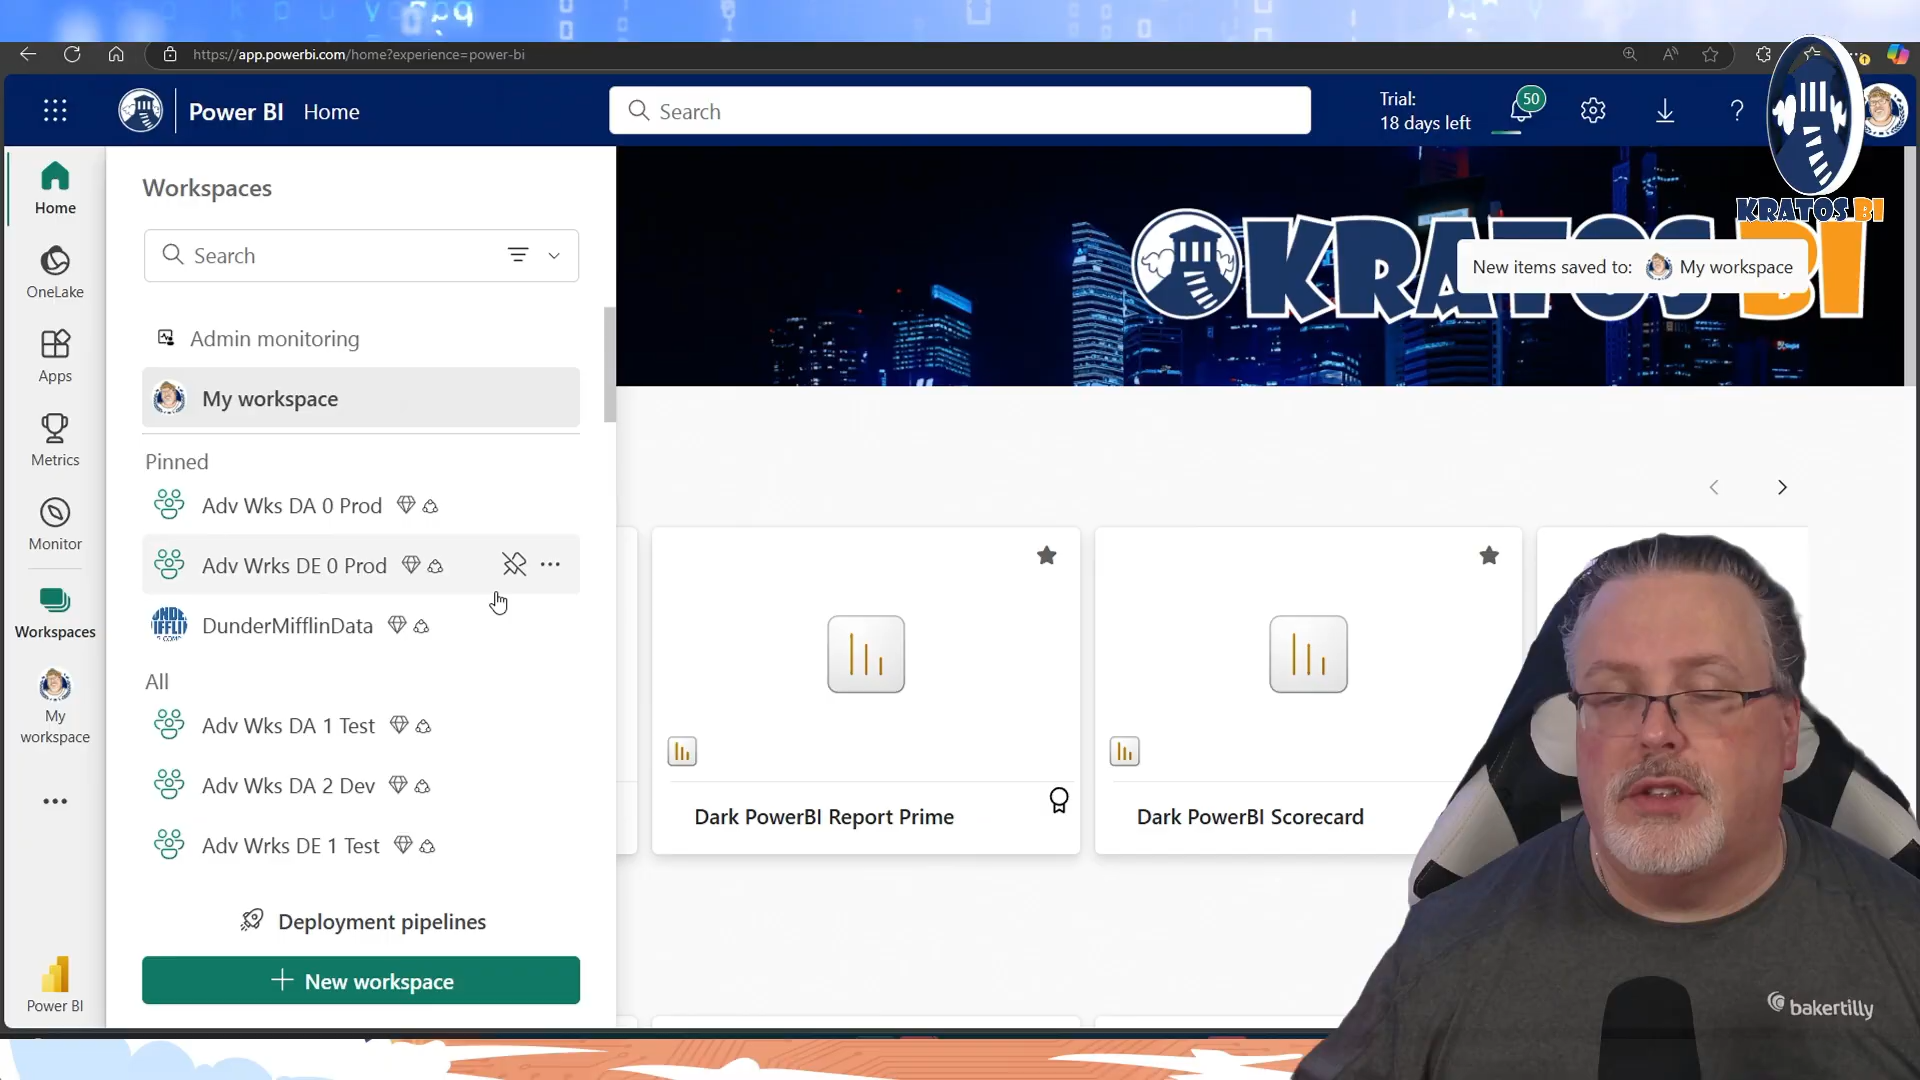 https://app.powerbi.com/home?experience=power-bi
Power BI
Home
Search
Trial:
18 days left
50
?
KRATOS BI
Home
OneLake
Apps
Metrics
Monitor
Workspaces
My
workspace
Power BI
Workspaces
Search
Admin monitoring
My workspace
Pinned
Adv Wks DA 0 Prod
Adv Wrks DE 0 Prod
DunderMifflinData
All
Adv Wks DA 1 Test
Adv Wks DA 2 Dev
Adv Wrks DE 1 Test
Deployment pipelines
+ New workspace
KRATOS BI
New items saved to: My workspace
Dark PowerBI Report Prime
Dark PowerBI Scorecard
bakertilly